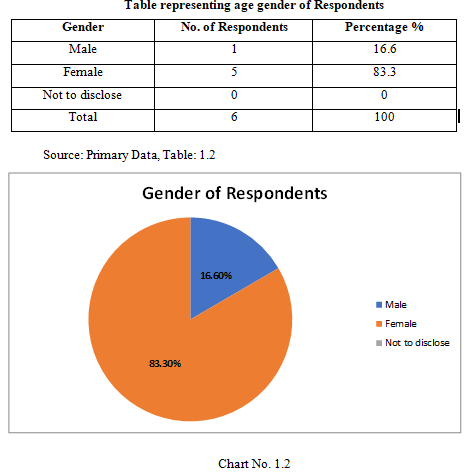 Table representing age gender of Respondents
Gender No. of Respondents Percentage %
Male 1 16.6
Female 5 83.3
Not to disclose 0 0
Total 6 100
Source: Primary Data, Table: 1.2
Gender of Respondents
16.60%
83.30%
Male
Female
Not to disclose
Chart No. 1.2